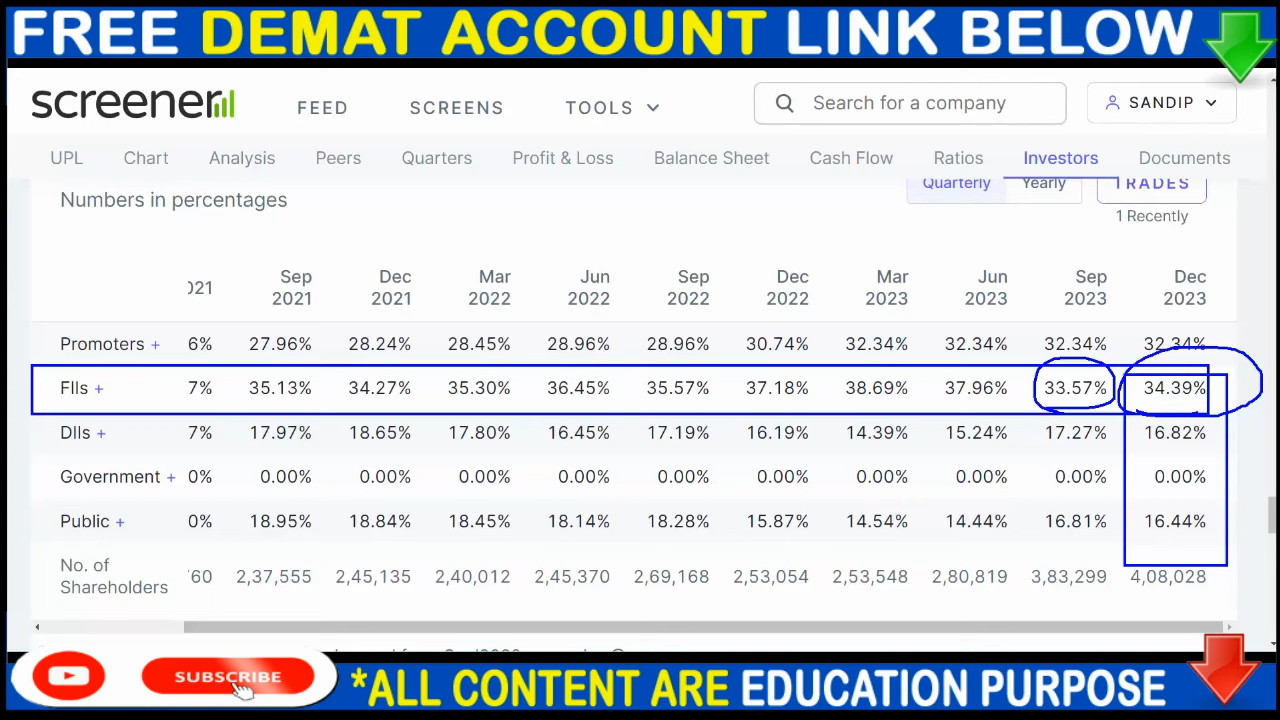 FREE DEMAT ACCOUNT LINK BELOW
screener FEED SCREENS TOOLS Search for a company SANDIP
UPL Chart Analysis Peers Quarters Profit & Loss Balance Sheet Cash Flow Ratios Investors Documents
Numbers in percentages Quarterly Yearly TRADES
1 Recently
Sep Dec Mar Jun Sep Dec Mar Jun Sep Dec
021 2021 2021 2022 2022 2022 2022 2023 2023 2023 2023
Promoters + 6% 27.96% 28.24% 28.45% 28.96% 28.96% 30.74% 32.34% 32.34% 32.34% 32.34%
FIIs + 7% 35.13% 34.27% 35.30% 36.45% 35.57% 37.18% 38.69% 37.96% 33.57% 34.39%
DIIs + 7% 17.97% 18.65% 17.80% 16.45% 17.19% 16.19% 14.39% 15.24% 17.27% 16.82%
Government + 0% 0.00% 0.00% 0.00% 0.00% 0.00% 0.00% 0.00% 0.00% 0.00% 0.00%
Public + 0% 18.95% 18.84% 18.45% 18.14% 18.28% 15.87% 14.54% 14.44% 16.81% 16.44%
No. of
Shareholders 760 2,37,555 2,45,135 2,40,012 2,45,370 2,69,168 2,53,054 2,53,548 2,80,819 3,83,299 4,08,028
SUBSCRIBE
*ALL CONTENT ARE EDUCATION PURPOSE